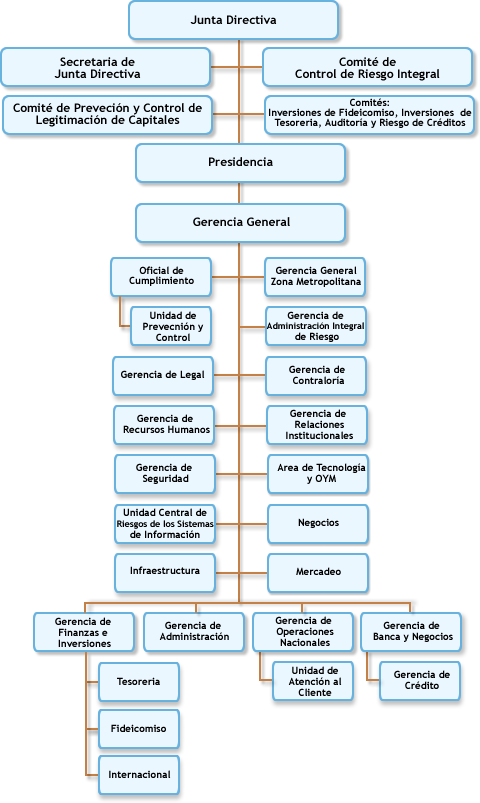 Junta Directiva
Secretaria de
Junta Directiva
Comité de
Control de Riesgo Integral
Comité de Preveción y Control de
Legitimación de Capitales
Comités:
Inversiones de Fideicomiso, Inversiones de
Tesoreria, Auditoría y Riesgo de Créditos
Presidencia
Gerencia General
Oficial de
Cumplimiento
Gerencia General
Zona Metropolitana
Unidad de
Prevecnión y
Control
Gerencia de
Administración Integral
de Riesgo
Gerencia de Legal
Gerencia de
Contraloría
Gerencia de
Recursos Humanos
Gerencia de
Relaciones
Institucionales
Gerencia de
Seguridad
Area de Tecnología
y OYM
Unidad Central de
Riesgos de los Sistemas
de Información
Negocios
Infraestructura
Mercadeo
Gerencia de
Finanzas e
Inversiones
Gerencia de
Administración
Gerencia de
Operaciones
Nacionales
Gerencia de
Banca y Negocios
Tesoreria
Unidad de
Atención al
Cliente
Gerencia de
Crédito
Fideicomiso
Internacional